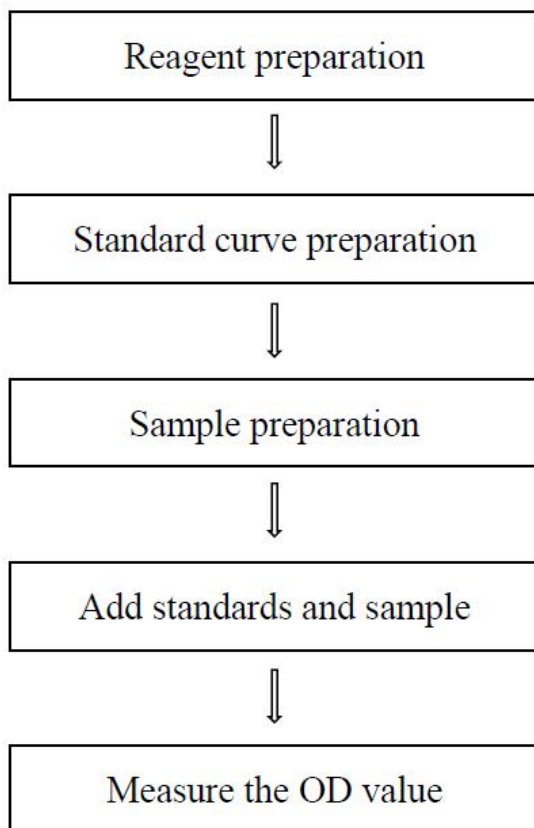 Reagent preparation
Standard curve preparation
Sample preparation
Add standards and sample
Measure the OD value